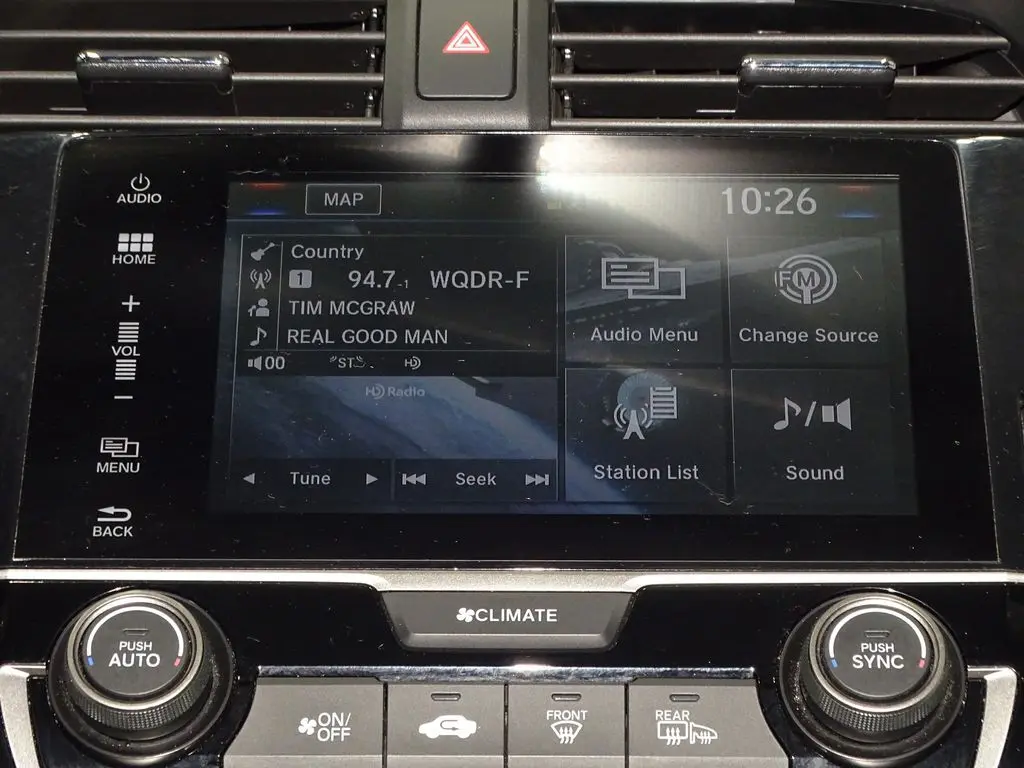 AUDIO
HOME
+
VOL
−
MENU
BACK
MAP
10:26
Country
1 94.7-1 WQDR-F
TIM MCGRAW
REAL GOOD MAN
00 ST HD -
HD Radio
Tune
Seek
Audio Menu
FM
Change Source
Station List
Sound
CLIMATE
PUSH
AUTO
PUSH
SYNC
ON/
OFF
FRONT
REAR